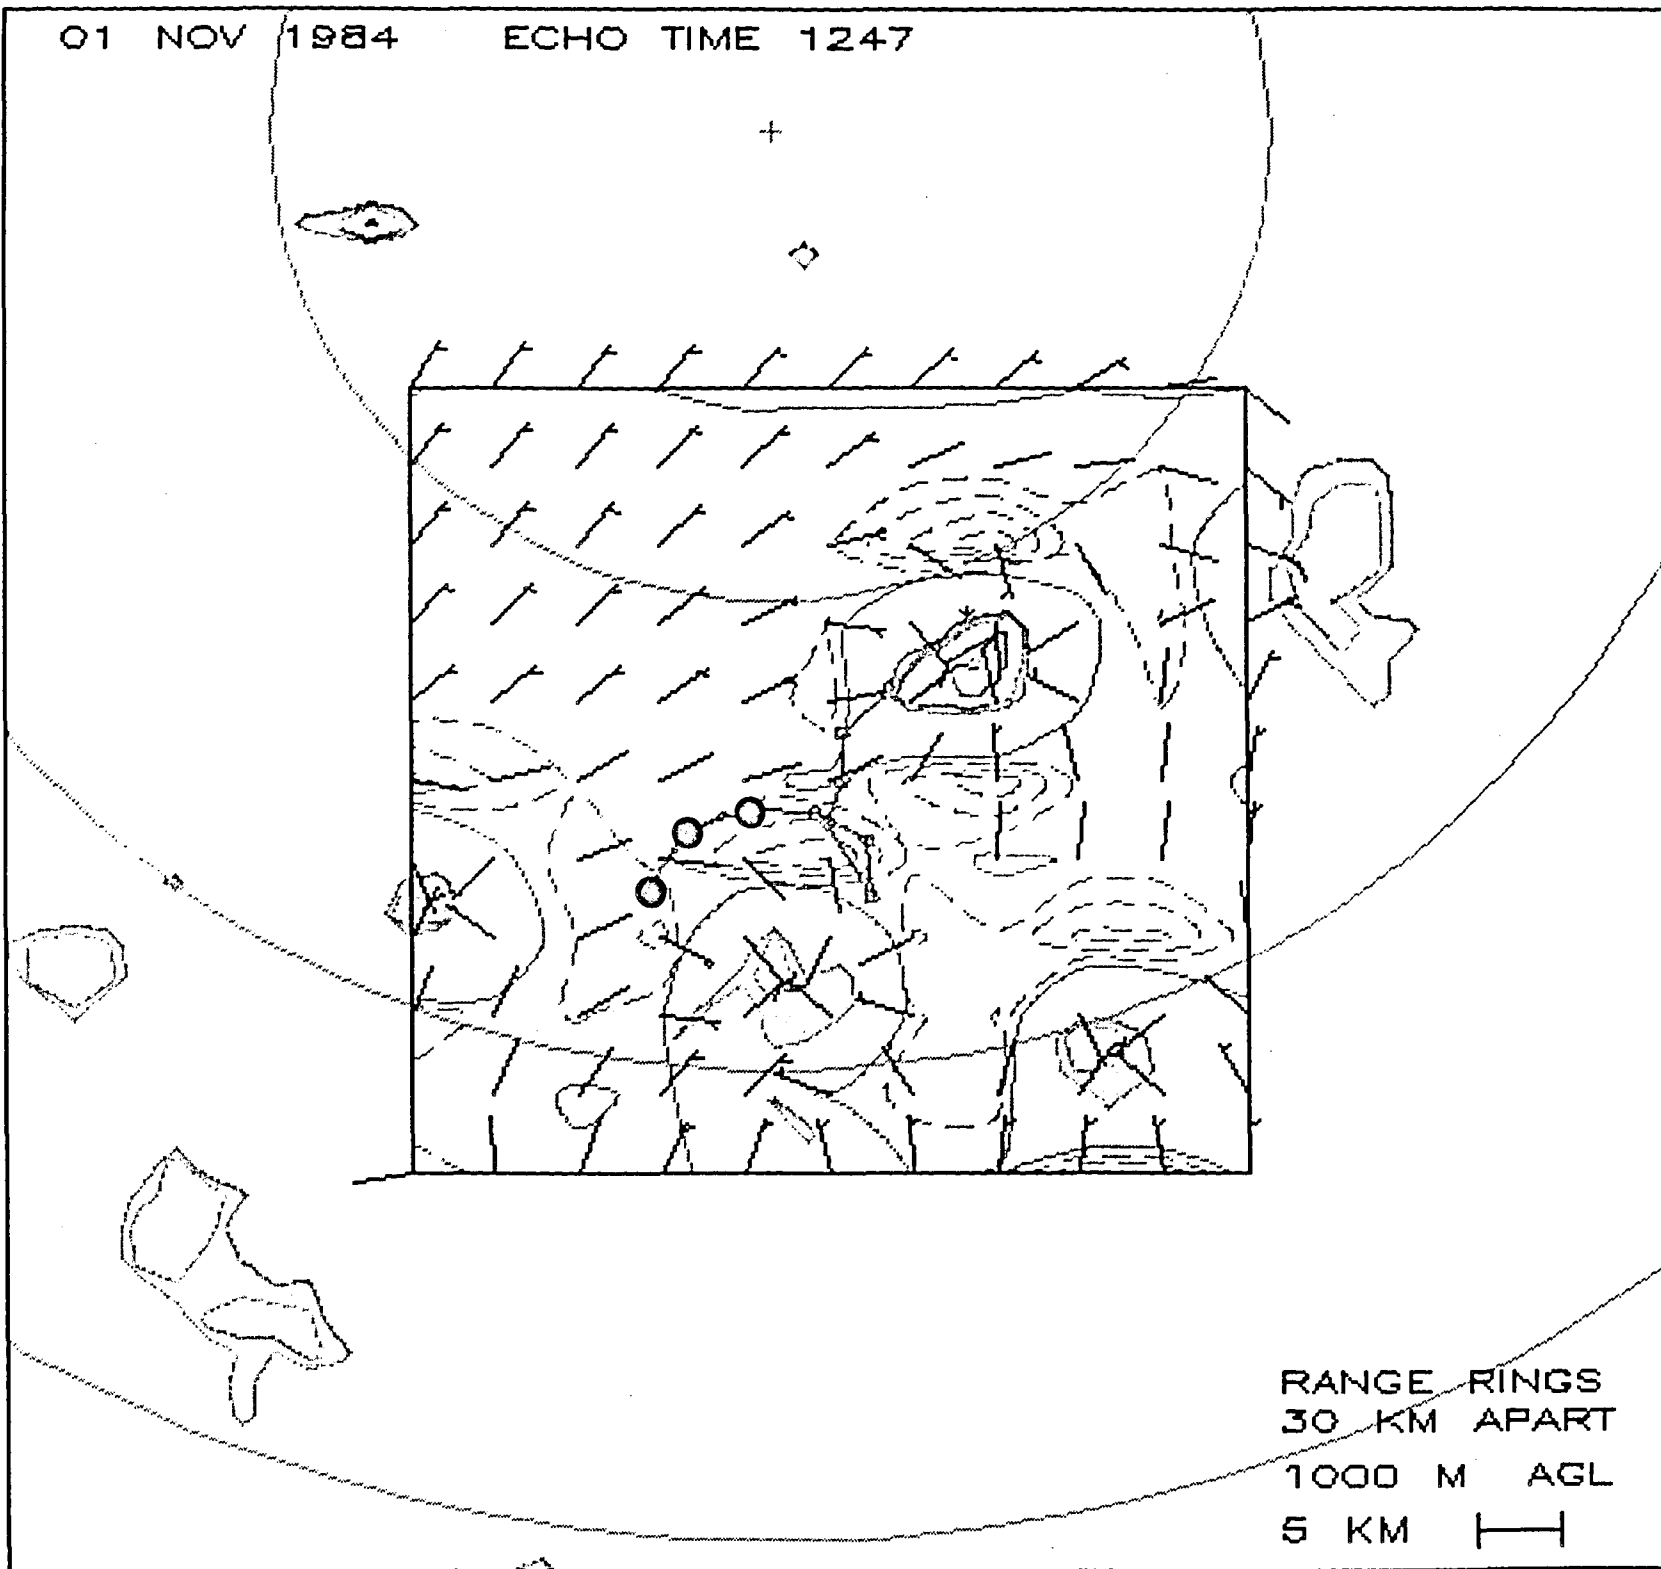 01 NOV 1984 ECHO TIME 1247
RANGE RINGS
30 KM APART
1000 M AGL
5 KM